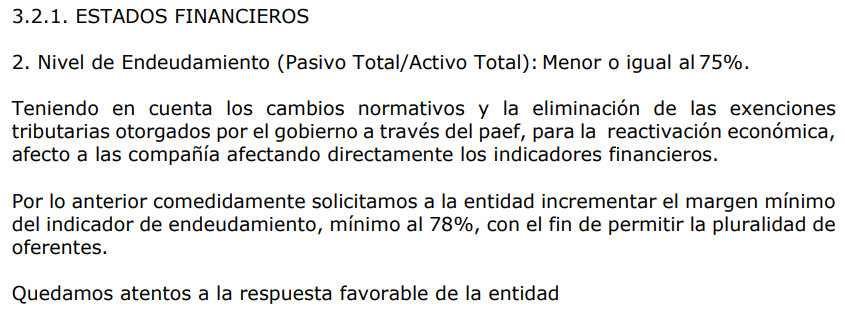 3.2.1. ESTADOS FINANCIEROS
2. Nivel de Endeudamiento (Pasivo Total/Activo Total): Menor o igual al 75%.
Teniendo en cuenta los cambios normativos y la eliminación de las exenciones
tributarias otorgados por el gobierno a través del paef, para la reactivación económica,
afecto a las compañía afectando directamente los indicadores financieros.
Por lo anterior comedidamente solicitamos a la entidad incrementar el margen mínimo
del indicador de endeudamiento, mínimo al 78%, con el fin de permitir la pluralidad de
oferentes.
Quedamos atentos a la respuesta favorable de la entidad